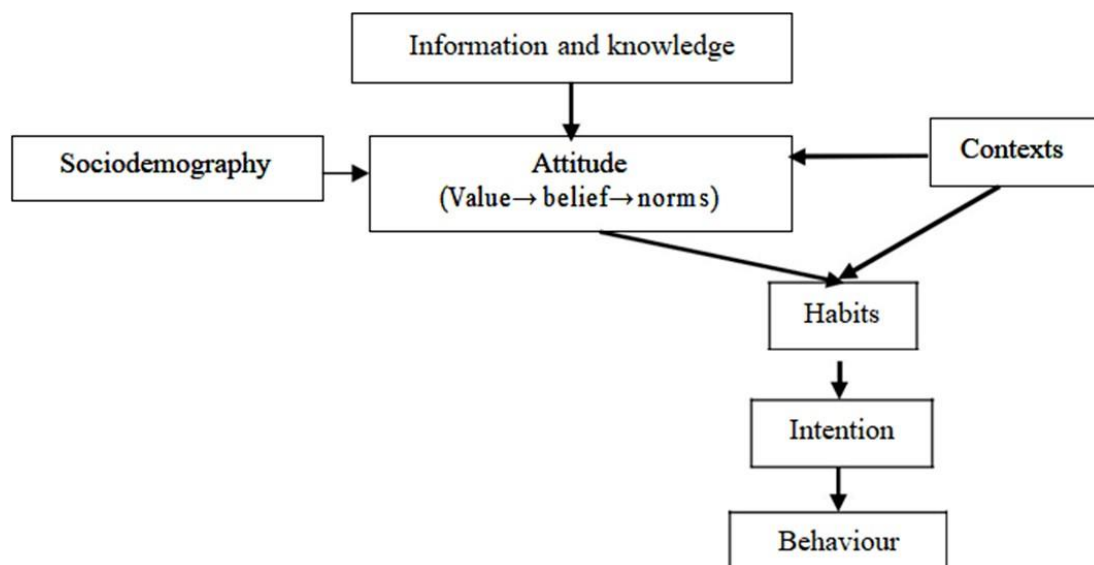 Information and knowledge
Sociodemography
Attitude
(Value→ belief→norms)
Contexts
Habits
Intention
Behaviour